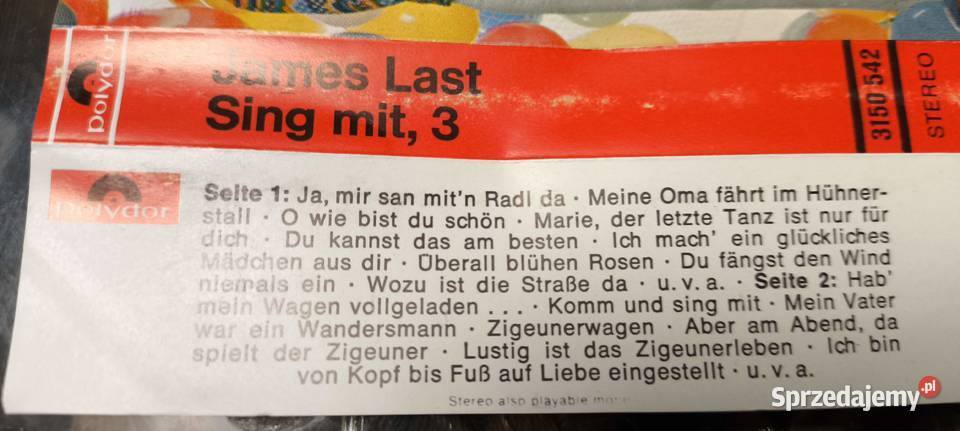 polydor
James Last
Sing mit, 3
3150 542
STEREO
polydor
Seite 1: Ja, mir san mit'n Radl da · Meine Oma fährt im Hühner-
stall · O wie bist du schön · Marie, der letzte Tanz ist nur für
dich · Du kannst das am besten · Ich mach' ein glückliches
Mädchen aus dir · Überall blühen Rosen · Du fängst den Wind
niemals ein · Wozu ist die Straße da · u. v. a. · Seite 2: Hab'
mein Wagen vollgeladen . . . · Komm und sing mit · Mein Vater
war ein Wandersmann · Zigeunerwagen · Aber am Abend, da
spielt der Zigeuner · Lustig ist das Zigeunerleben · Ich bin
von Kopf bis Fuß auf Liebe eingestellt · u. v. a.
Stereo also playable mono
Sprzedajemy.pl